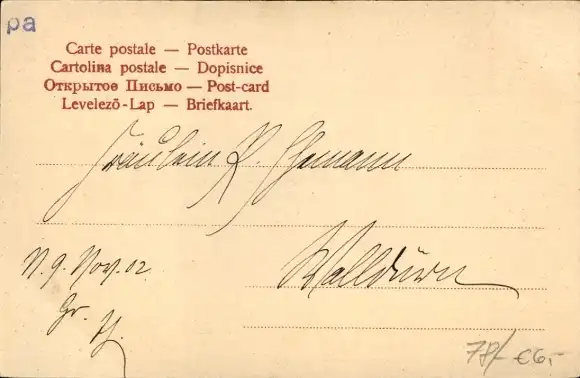 pa
Carte postale — Postkarte
Cartolina postale — Dopisnice
Открытое Письмо — Post-card
Levelező-Lap — Briefkaart.
Fräulein K.
Walldürn
N. 9. Nov. 02.
Gr.
H.
78/- €6,-